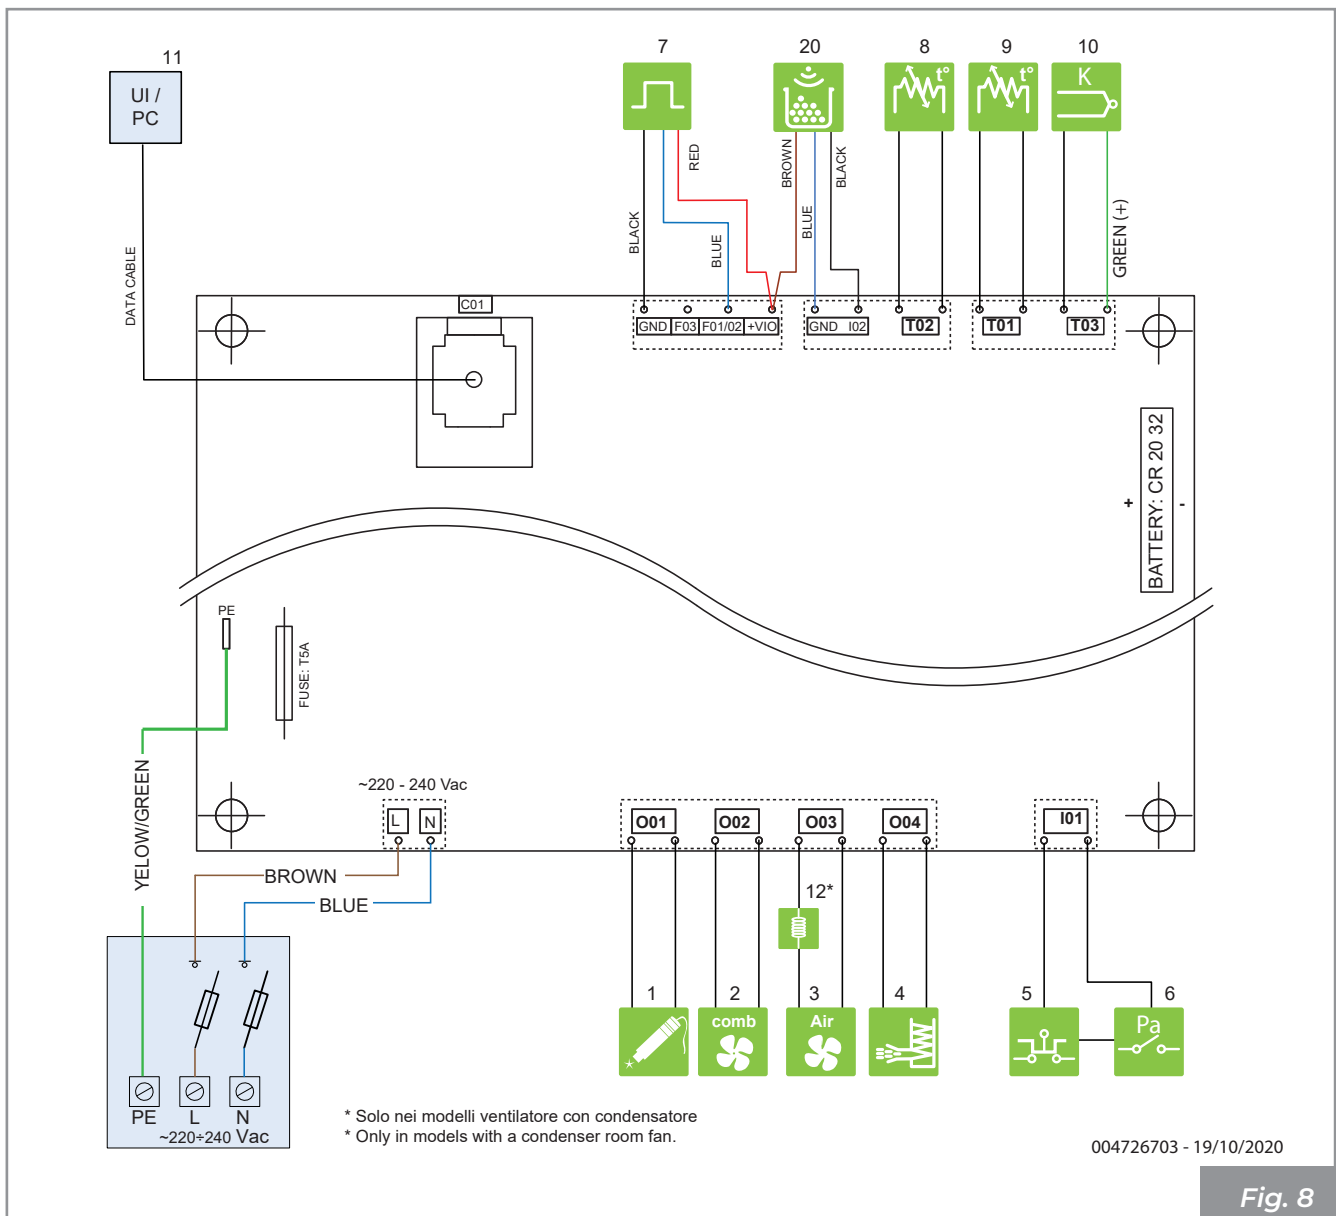 11
7
20
8
9
10
UI /
PC
t°
t°
K
RED
BROWN
BLACK
BLACK
BLUE
BLUE
GREEN (+)
DATA CABLE
C01
GND F03 F01/02 +VIO
GND I02
T02
T01
T03
BATTERY: CR 20 32
+
-
PE
FUSE: T5A
YELOW/GREEN
~220 - 240 Vac
L
N
O01
O02
O03
O04
I01
BROWN
BLUE
12*
1
2
3
4
5
6
comb
Air
Pa
PE
L
N
~220÷240 Vac
* Solo nei modelli ventilatore con condensatore
* Only in models with a condenser room fan.
004726703 - 19/10/2020
Fig. 8